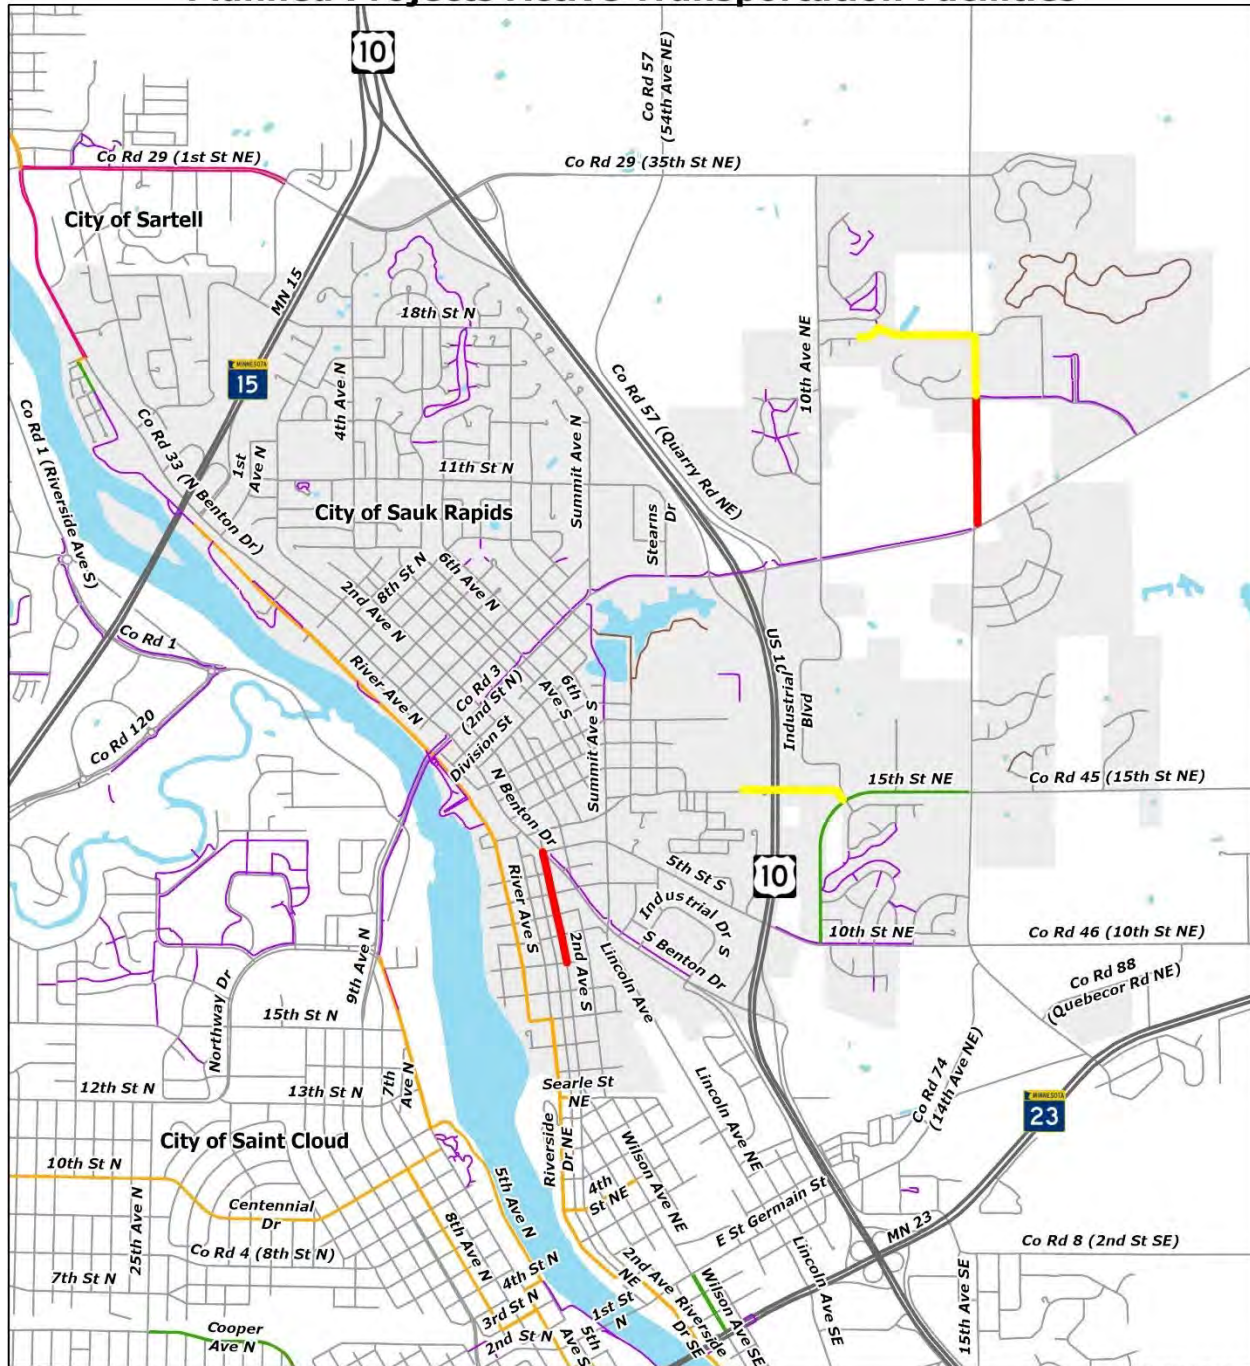 Planned Projects Active Transportation Facilities
10
Co Rd 57
(54th Ave NE)
Co Rd 29 (1st St NE)
Co Rd 29 (35th St NE)
City of Sartell
MN 15
18th St N
MINNESOTA
15
4th Ave N
10th Ave NE
Co Rd 57 (Quarry Rd NE)
Co Rd 1 (Riverside Ave S)
Co Rd 33 (N Benton Dr)
1st
Ave N
11th St N
Summit Ave N
City of Sauk Rapids
Stearns
Dr
8th St N
6th Ave N
2nd Ave N
Co Rd 1
US 10
River Ave N
Co Rd 3
(2nd St N)
6th
Ave S
Industrial
Blvd
Co Rd 120
Division St
Summit Ave S
15th St NE
Co Rd 45 (15th St NE)
N Benton Dr
5th St S
10
River Ave S
Industrial Dr
S
9th Ave N
2nd Ave S
S Benton Dr
10th St NE
Co Rd 46 (10th St NE)
Lincoln Ave
Co Rd 88
(Quebecor Rd NE)
Northway Dr
15th St N
12th St N
13th St N
7th
Ave N
Searle St
NE
Lincoln Ave NE
Co Rd 74
(14th Ave NE)
MINNESOTA
23
City of Saint Cloud
Riverside
Dr NE
Wilson Ave NE
10th St N
25th Ave N
Centennial
Dr
5th Ave N
4th
St NE
E St Germain St
MN 23
Co Rd 4 (8th St N)
8th Ave N
Co Rd 8 (2nd St SE)
7th St N
4th St N
2nd Ave
NE
Lincoln Ave SE
15th Ave SE
3rd St N
1st St
N
Riverside
Dr SE
Wilson Ave SE
Cooper
Ave N
2nd St N
5th
Ave S